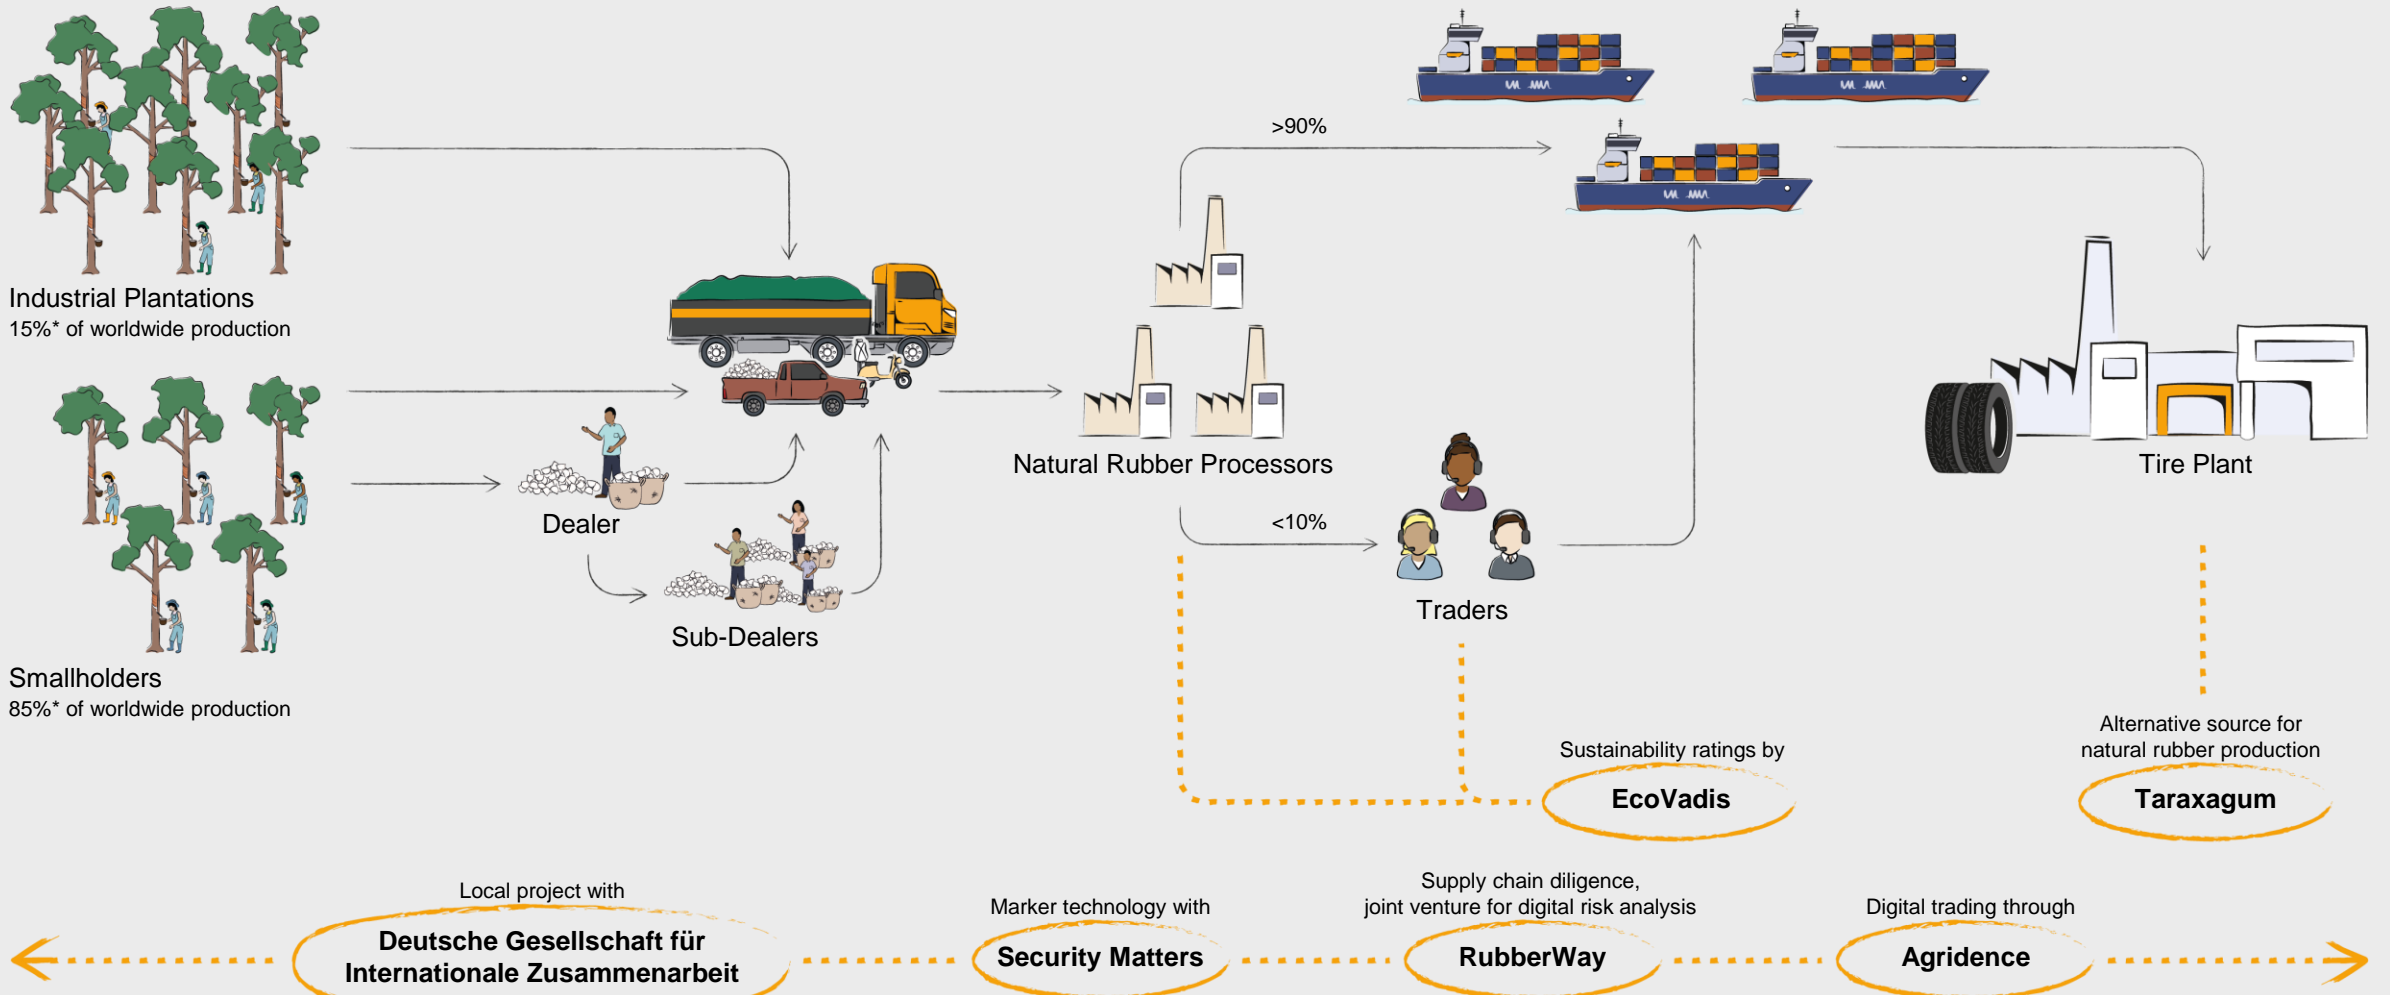 >90%
Industrial Plantations
15%* of worldwide production
Natural Rubber Processors
Tire Plant
Dealer
<10%
Traders
Sub-Dealers
Smallholders
85%* of worldwide production
Sustainability ratings by
EcoVadis
Alternative source for
natural rubber production
Taraxagum
Local project with
Deutsche Gesellschaft für
Internationale Zusammenarbeit
Marker technology with
Security Matters
Supply chain diligence,
joint venture for digital risk analysis
RubberWay
Digital trading through
Agridence